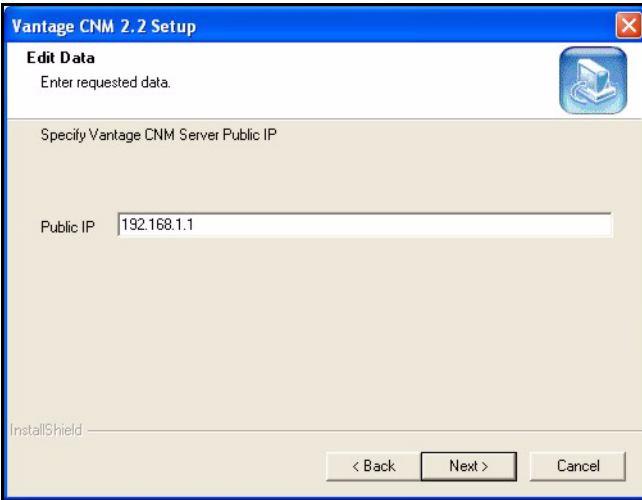 Vantage CNM 2.2 Setup
Edit Data
Enter requested data.
Specify Vantage CNM Server Public IP
Public IP 192.168.1.1
InstallShield
< Back Next > Cancel